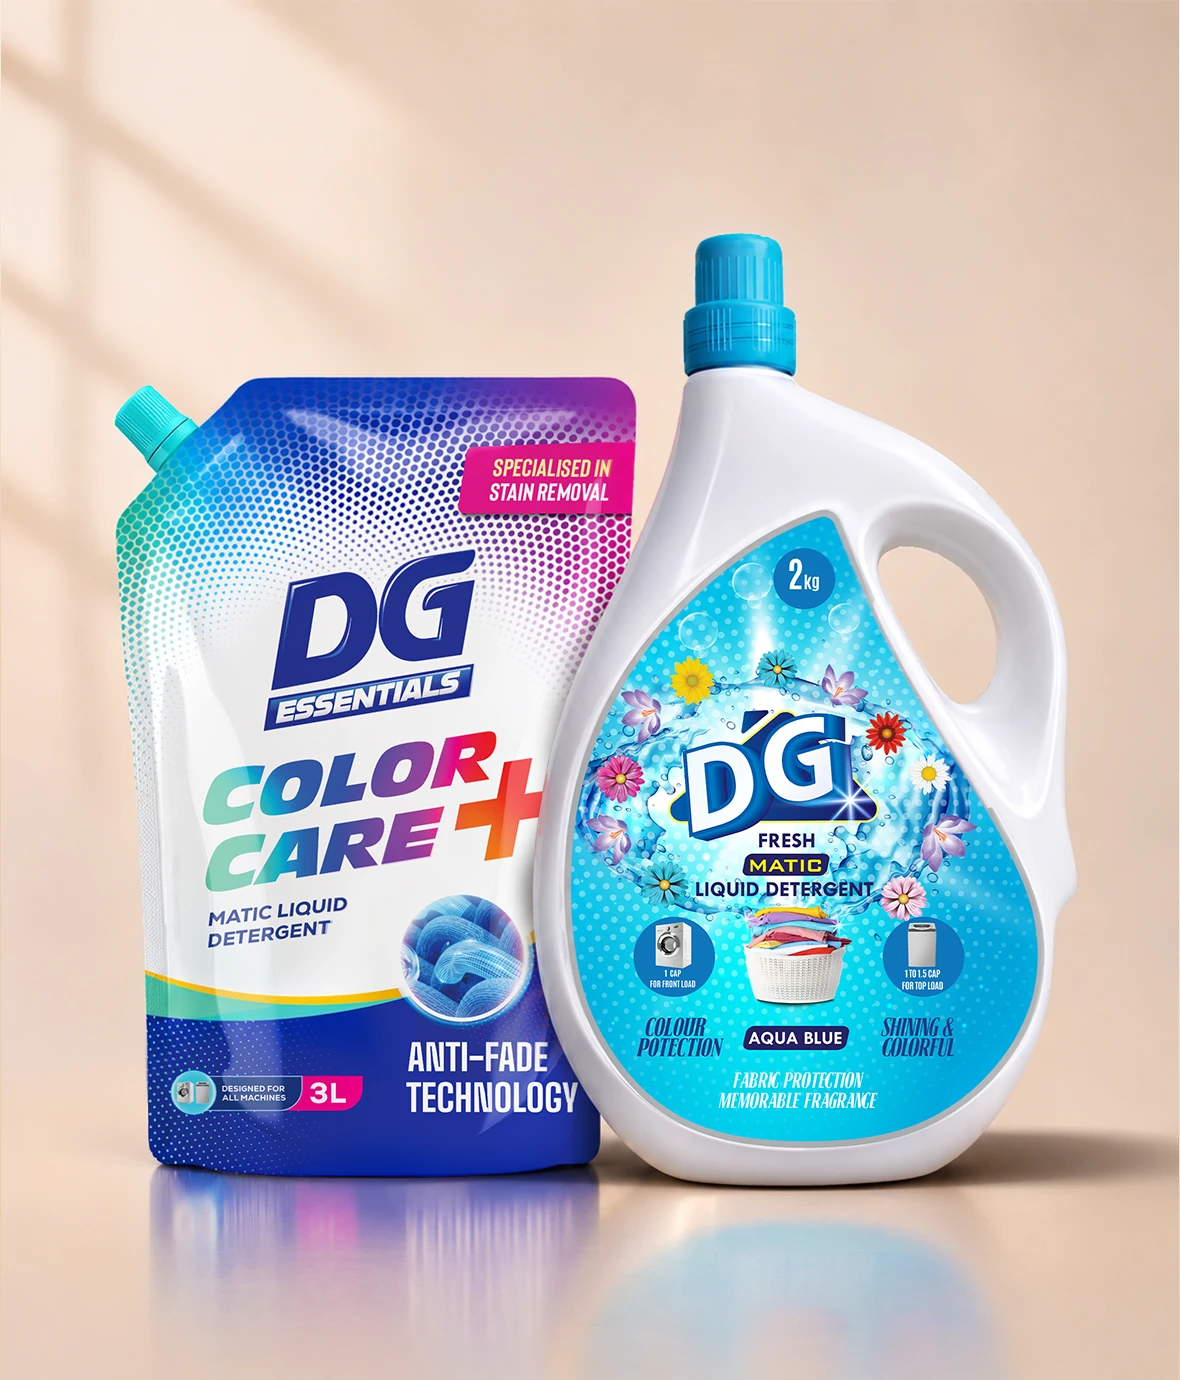 SPECIALISED IN
STAIN REMOVAL
DG
ESSENTIALS
COLOR
CARE+
MATIC LIQUID
DETERGENT
ANTI-FADE
TECHNOLOGY
DESIGNED FOR
ALL MACHINES
3L
2kg
DG
FRESH
MATIC
LIQUID DETERGENT
1 CAP
FOR FRONT LOAD
1 TO 1.5 CAP
FOR TOP LOAD
COLOUR
POTECTION
AQUA BLUE
SHINING &
COLORFUL
FABRIC PROTECTION
MEMORABLE FRAGRANCE